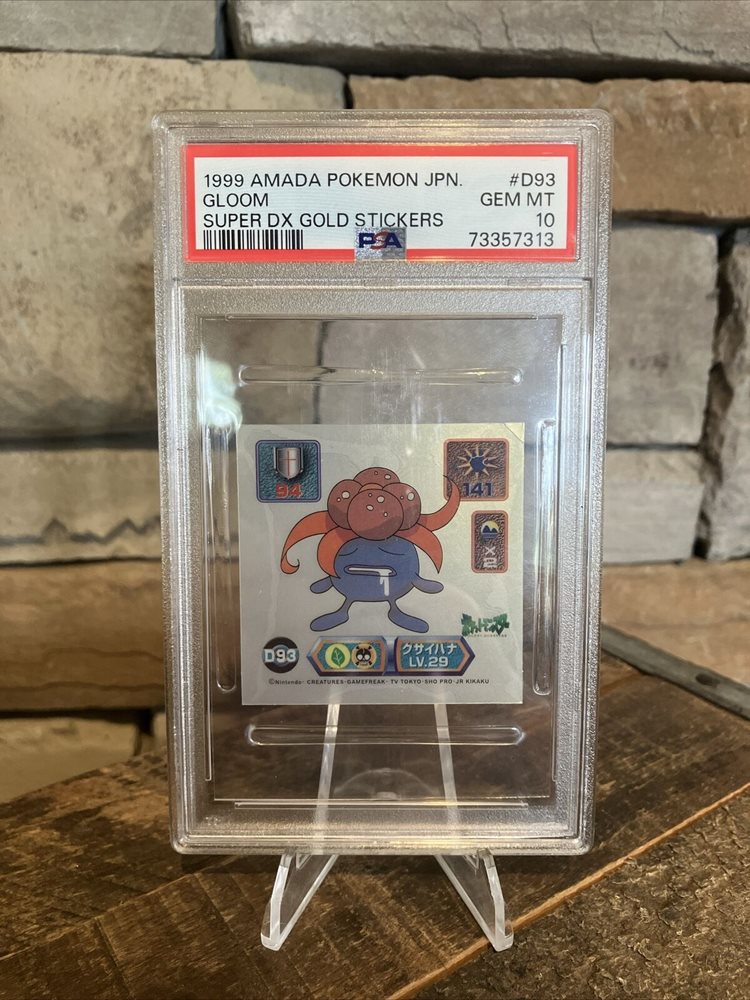 1999 AMADA POKEMON JPN. #D93
GLOOM GEM MT
SUPER DX GOLD STICKERS 10
PSA 73357313
94
141
D93
クサイハナ
LV.29
©Nintendo· CREATURES·GAMEFREAK· TV TOKYO·SHO PRO·JR KIKAKU